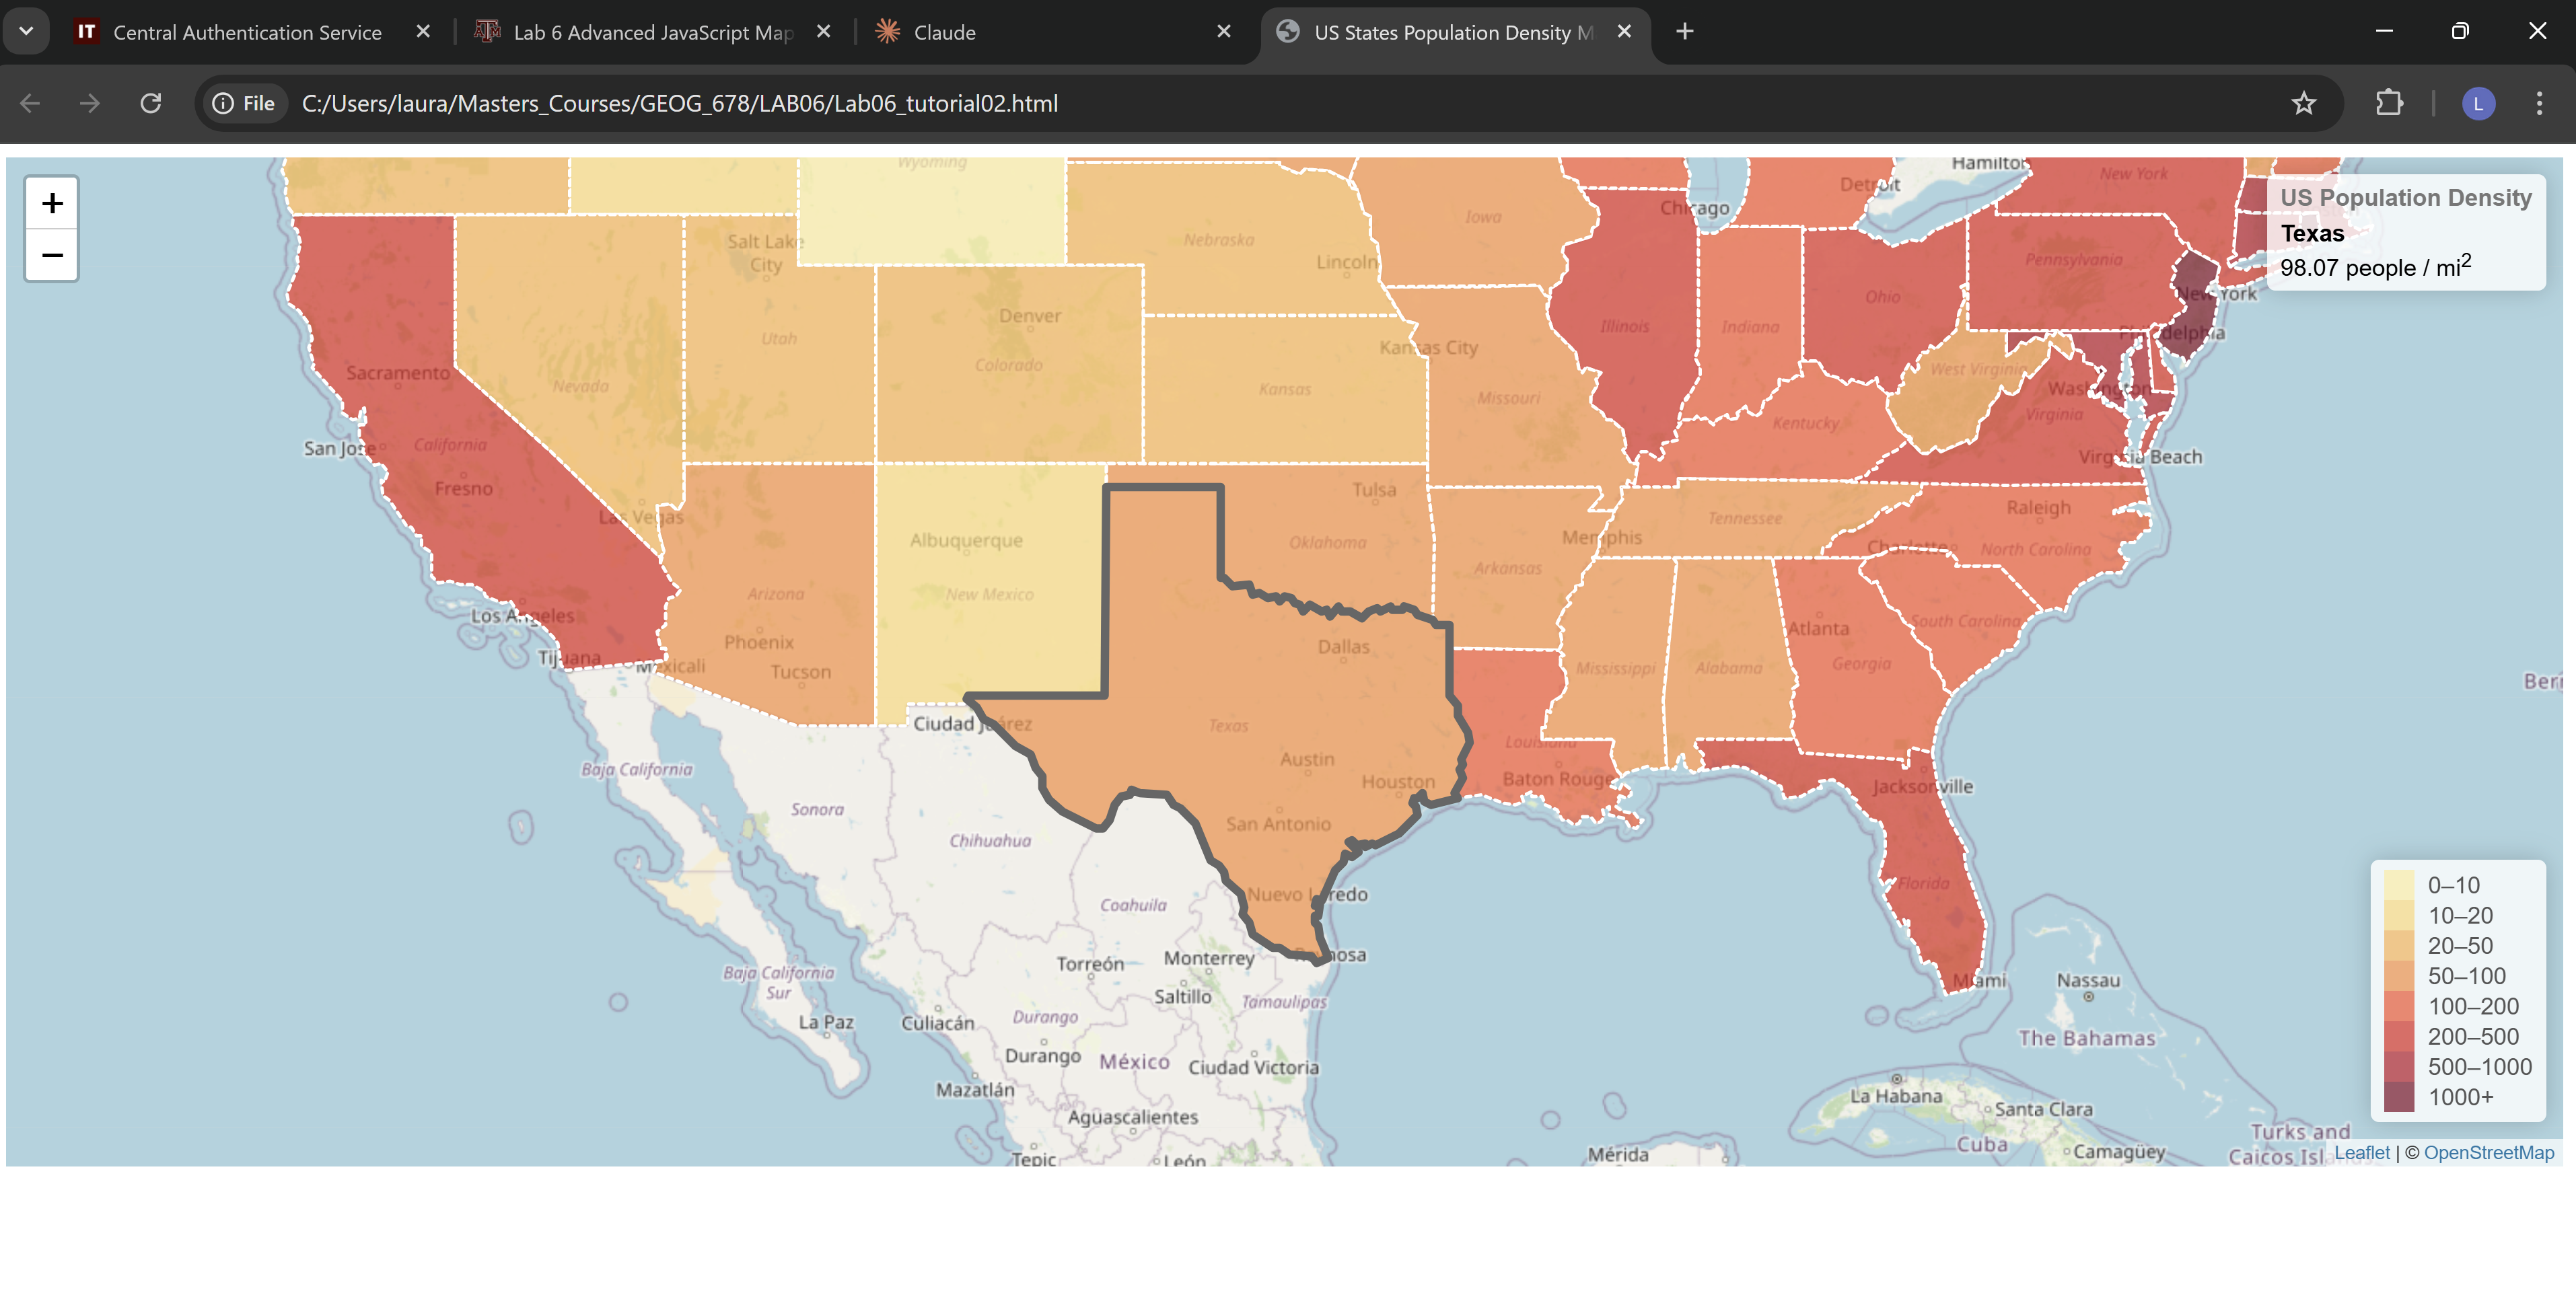 IT Central Authentication Service
Lab 6 Advanced JavaScript Map
Claude
US States Population Density M
File
C:/Users/laura/Masters_Courses/GEOG_678/LAB06/Lab06_tutorial02.html
L
+
−
US Population Density
Texas
98.07 people / mi²
Wyoming
Hamilton
Detroit
New York
Chicago
Iowa
Nebraska
Salt Lake
City
Lincoln
Pennsylvania
New York
Ohio
Denver
Illinois
Indiana
Philadelphia
Utah
Kansas City
Colorado
Sacramento
Nevada
Kansas
Missouri
West Virginia
Washington
Virginia
Kentucky
San Jose
California
Virginia Beach
Fresno
Tulsa
Las Vegas
Raleigh
Tennessee
Albuquerque
Oklahoma
Memphis
Charlotte
North Carolina
Arkansas
Arizona
New Mexico
Los Angeles
South Carolina
Atlanta
Phoenix
Dallas
Tijuana
Mexicali
Tucson
Mississippi
Alabama
Georgia
Ciudad Juárez
Texas
Louisiana
Austin
Baja California
Houston
Baton Rouge
Jacksonville
Sonora
San Antonio
Chihuahua
Florida
Nuevo Laredo
Coahuila
Monterrey
Torreón
Baja California
Sur
Miami
Nassau
Saltillo
Tamaulipas
La Paz
Culiacán
Durango
The Bahamas
Durango
México
Ciudad Victoria
Mazatlán
La Habana
Santa Clara
Aguascalientes
Turks and
Cuba
Camagüey
Mérida
Tepic
León
0–10
10–20
20–50
50–100
100–200
200–500
500–1000
1000+
Leaflet | © OpenStreetMap